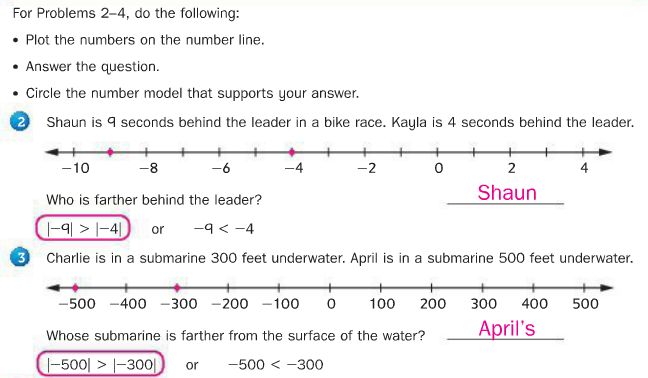 For Problems 2–4, do the following:
• Plot the numbers on the number line.
• Answer the question.
• Circle the number model that supports your answer.
2 Shaun is 9 seconds behind the leader in a bike race. Kayla is 4 seconds behind the leader.
−10 −8 −6 −4 −2 0 2 4
Who is farther behind the leader? Shaun
|−9| > |−4| or −9 < −4
3 Charlie is in a submarine 300 feet underwater. April is in a submarine 500 feet underwater.
−500 −400 −300 −200 −100 0 100 200 300 400 500
Whose submarine is farther from the surface of the water? April's
|−500| > |−300| or −500 < −300